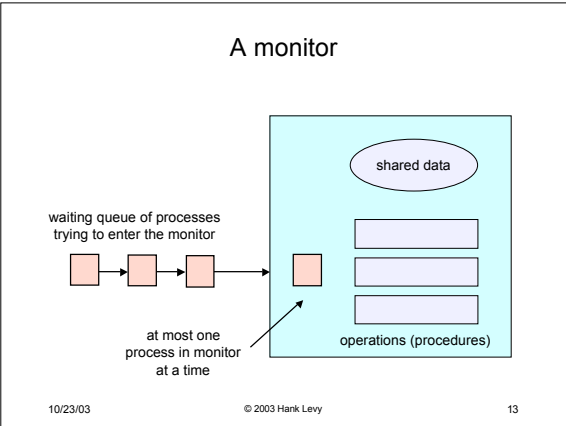 A monitor
shared data
waiting queue of processes
trying to enter the monitor
at most one
process in monitor
at a time
operations (procedures)
10/23/03
© 2003 Hank Levy
13